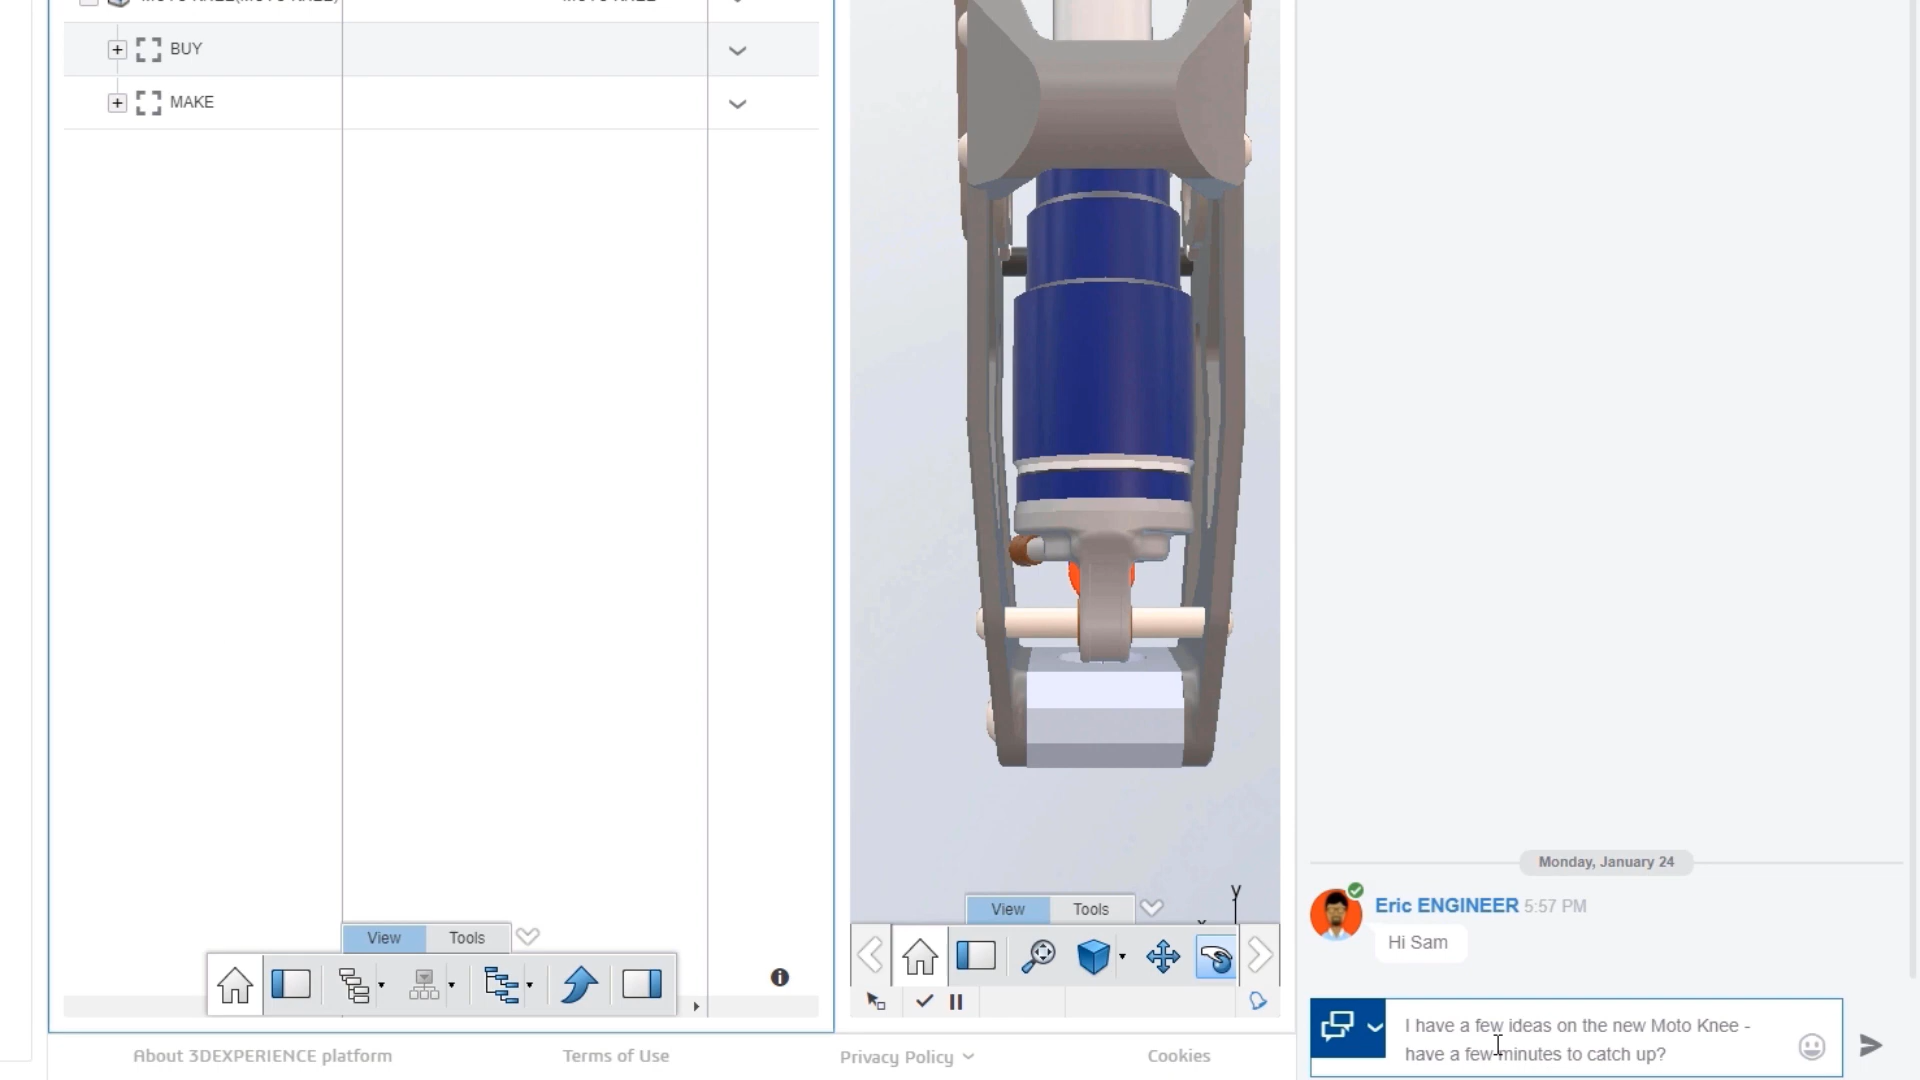 BUY
MAKE
View Tools
View Tools
y
Monday, January 24
Eric ENGINEER 5:57 PM
Hi Sam
I have a few ideas on the new Moto Knee -
have a few minutes to catch up?
About 3DEXPERIENCE platform Terms of Use Privacy Policy Cookies